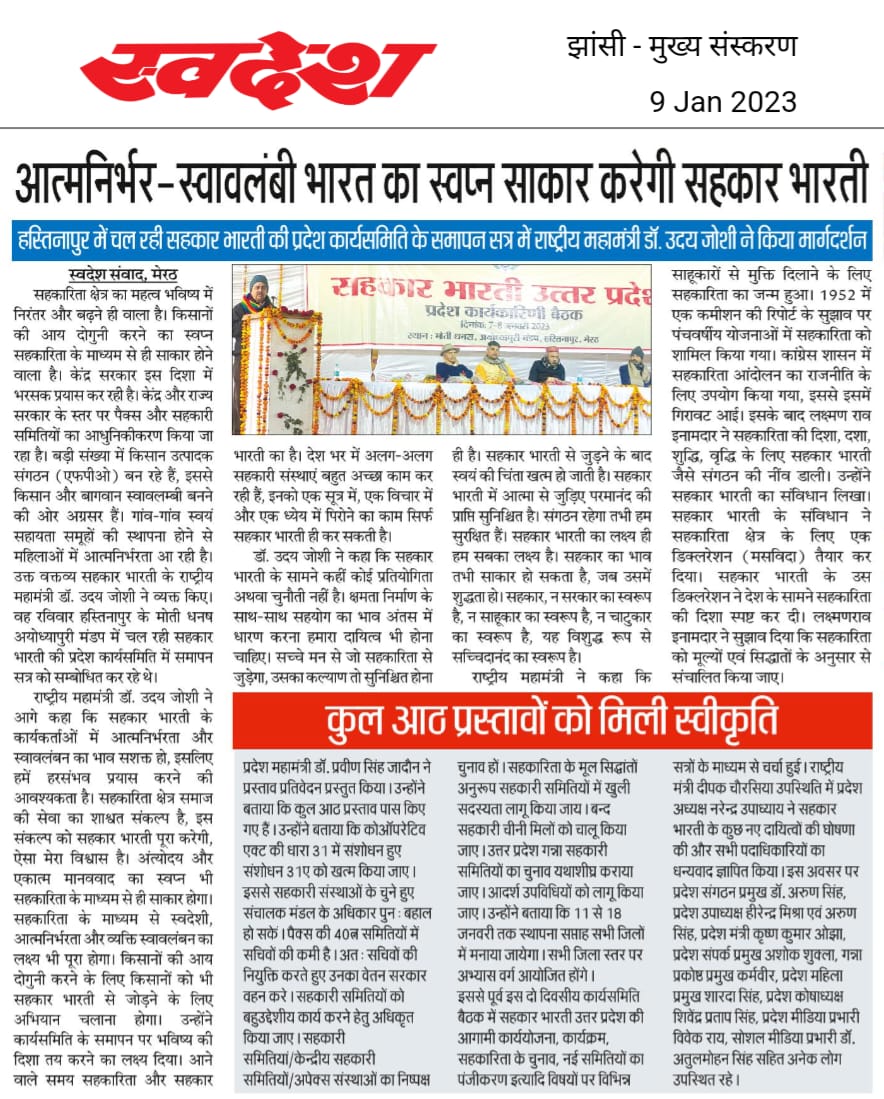 स्वदेश
झांसी - मुख्य संस्करण
9 Jan 2023
आत्मनिर्भर-स्वावलंबी भारत का स्वप्न साकार करेगी सहकार भारती
हस्तिनापुर में चल रही सहकार भारती की प्रदेश कार्यसमिति के समापन सत्र में राष्ट्रीय महामंत्री डॉ. उदय जोशी ने किया मार्गदर्शन
स्वदेश संवाद, मेरठ
सहकारिता क्षेत्र का महत्व भविष्य में
निरंतर और बढ़ने ही वाला है। किसानों
की आय दोगुनी करने का स्वप्न
सहकारिता के माध्यम से ही साकार होने
वाला है। केंद्र सरकार इस दिशा में
भरसक प्रयास कर रही है। केंद्र और राज्य
सरकार के स्तर पर पैक्स और सहकारी
समितियों का आधुनिकीकरण किया जा
रहा है। बड़ी संख्या में किसान उत्पादक
संगठन (एफपीओ) बन रहे हैं, इससे
किसान और बागवान स्वावलम्बी बनने
की ओर अग्रसर हैं। गांव-गांव स्वयं
सहायता समूहों की स्थापना होने से
महिलाओं में आत्मनिर्भरता आ रही है।
उक्त वक्तव्य सहकार भारती के राष्ट्रीय
महामंत्री डॉ. उदय जोशी ने व्यक्त किए।
वह रविवार हस्तिनापुर के मोती धनष
अयोध्यापुरी मंडप में चल रही सहकार
भारती की प्रदेश कार्यसमिति में समापन
सत्र को सम्बोधित कर रहे थे।
राष्ट्रीय महामंत्री डॉ. उदय जोशी ने
आगे कहा कि सहकार भारती के
कार्यकर्ताओं में आत्मनिर्भरता और
स्वावलंबन का भाव सशक्त हो, इसलिए
हमें हरसंभव प्रयास करने की
आवश्यकता है। सहकारिता क्षेत्र समाज
की सेवा का शाश्वत संकल्प है, इस
संकल्प को सहकार भारती पूरा करेगी,
ऐसा मेरा विश्वास है। अंत्योदय और
एकात्म मानववाद का स्वप्न भी
सहकारिता के माध्यम से ही साकार होगा।
सहकारिता के माध्यम से स्वदेशी,
आत्मनिर्भरता और व्यक्ति स्वावलंबन का
लक्ष्य भी पूरा होगा। किसानों की आय
दोगुनी करने के लिए किसानों को भी
सहकार भारती से जोड़ने के लिए
अभियान चलाना होगा। उन्होंने
कार्यसमिति के समापन पर भविष्य की
दिशा तय करने का लक्ष्य दिया। आने
वाले समय सहकारिता और सहकार
सहकार भारती उत्तर प्रदेश
प्रदेश कार्यकारिणी बैठक
दिनांक: 7-8 जनवरी 2023
स्थान : मोती धनष, अयोध्यापुरी मंडप, हस्तिनापुर, मेरठ
भारती का है। देश भर में अलग-अलग
सहकारी संस्थाएं बहुत अच्छा काम कर
रही हैं, इनको एक सूत्र में, एक विचार में
और एक ध्येय में पिरोने का काम सिर्फ
सहकार भारती ही कर सकती है।
डॉ. उदय जोशी ने कहा कि सहकार
भारती के सामने कहीं कोई प्रतियोगिता
अथवा चुनौती नहीं है। क्षमता निर्माण के
साथ-साथ सहयोग का भाव अंतस में
धारण करना हमारा दायित्व भी होना
चाहिए। सच्चे मन से जो सहकारिता से
जुड़ेगा, उसका कल्याण तो सुनिश्चित होना
ही है। सहकार भारती से जुड़ने के बाद
स्वयं की चिंता खत्म हो जाती है। सहकार
भारती में आत्मा से जुड़िए परमानंद की
प्राप्ति सुनिश्चित है। संगठन रहेगा तभी हम
सुरक्षित हैं। सहकार भारती का लक्ष्य ही
हम सबका लक्ष्य है। सहकार का भाव
तभी साकार हो सकता है, जब उसमें
शुद्धता हो। सहकार, न सरकार का स्वरूप
है, न साहूकार का स्वरूप है, न चाटुकार
का स्वरूप है, यह विशुद्ध रूप से
सच्चिदानंद का स्वरूप है।
राष्ट्रीय महामंत्री ने कहा कि
साहूकारों से मुक्ति दिलाने के लिए
सहकारिता का जन्म हुआ। 1952 में
एक कमीशन की रिपोर्ट के सुझाव पर
पंचवर्षीय योजनाओं में सहकारिता को
शामिल किया गया। कांग्रेस शासन में
सहकारिता आंदोलन का राजनीति के
लिए उपयोग किया गया, इससे इसमें
गिरावट आई। इसके बाद लक्ष्मण राव
इनामदार ने सहकारिता की दिशा, दशा,
शुद्धि, वृद्धि के लिए सहकार भारती
जैसे संगठन की नींव डाली। उन्होंने
सहकार भारती का संविधान लिखा।
सहकार भारती के संविधान ने
सहकारिता क्षेत्र के लिए एक
डिक्लरेशन (मसविदा) तैयार कर
दिया। सहकार भारती के उस
डिक्लेरेशन ने देश के सामने सहकारिता
की दिशा स्पष्ट कर दी। लक्ष्मणराव
इनामदार ने सुझाव दिया कि सहकारिता
को मूल्यों एवं सिद्धातों के अनुसार से
संचालित किया जाए।
कुल आठ प्रस्तावों को मिली स्वीकृति
प्रदेश महामंत्री डॉ. प्रवीण सिंह जादौन ने
प्रस्ताव प्रतिवेदन प्रस्तुत किया। उन्होंने
बताया कि कुल आठ प्रस्ताव पास किए
गए हैं। उन्होंने बताया कि कोऑपरेटिव
एक्ट की धारा 31 में संशोधन हुए
संशोधन 31ए को खत्म किया जाए।
इससे सहकारी संस्थाओं के चुने हुए
संचालक मंडल के अधिकार पुनः बहाल
हो सकें। पैक्स की 40त्न समितियों में
सचिवों की कमी है। अतः सचिवों की
नियुक्ति करते हुए उनका वेतन सरकार
वहन करे। सहकारी समितियों को
बहुउद्देशीय कार्य करने हेतु अधिकृत
किया जाए। सहकारी
समितियां/केन्द्रीय सहकारी
समितियों/अपेक्स संस्थाओं का निष्पक्ष
चुनाव हों। सहकारिता के मूल सिद्धांतों
अनुरूप सहकारी समितियों में खुली
सदस्यता लागू किया जाय। बन्द
सहकारी चीनी मिलों को चालू किया
जाए। उत्तर प्रदेश गन्ना सहकारी
समितियों का चुनाव यथाशीघ्र कराया
जाए। आदर्श उपविधियों को लागू किया
जाए। उन्होंने बताया कि 11 से 18
जनवरी तक स्थापना सप्ताह सभी जिलों
में मनाया जायेगा। सभी जिला स्तर पर
अभ्यास वर्ग आयोजित होंगे।
इससे पूर्व इस दो दिवसीय कार्यसमिति
बैठक में सहकार भारती उत्तर प्रदेश की
आगामी कार्ययोजना, कार्यक्रम,
सहकारिता के चुनाव, नई समितियों का
पंजीकरण इत्यादि विषयों पर विभिन्न
सत्रों के माध्यम से चर्चा हुई। राष्ट्रीय
मंत्री दीपक चौरसिया उपस्थिति में प्रदेश
अध्यक्ष नरेन्द्र उपाध्याय ने सहकार
भारती के कुछ नए दायित्वों की घोषणा
की और सभी पदाधिकारियों का
धन्यवाद ज्ञापित किया। इस अवसर पर
प्रदेश संगठन प्रमुख डॉ. अरुण सिंह,
प्रदेश उपाध्यक्ष हीरेन्द्र मिश्रा एवं अरुण
सिंह, प्रदेश मंत्री कृष्ण कुमार ओझा,
प्रदेश संपर्क प्रमुख अशोक शुक्ला, गन्ना
प्रकोष्ठ प्रमुख कर्मवीर, प्रदेश महिला
प्रमुख शारदा सिंह, प्रदेश कोषाध्यक्ष
शिवेंद्र प्रताप सिंह, प्रदेश मीडिया प्रभारी
विवेक राय, सोशल मीडिया प्रभारी डॉ.
अतुलमोहन सिंह सहित अनेक लोग
उपस्थित रहे।